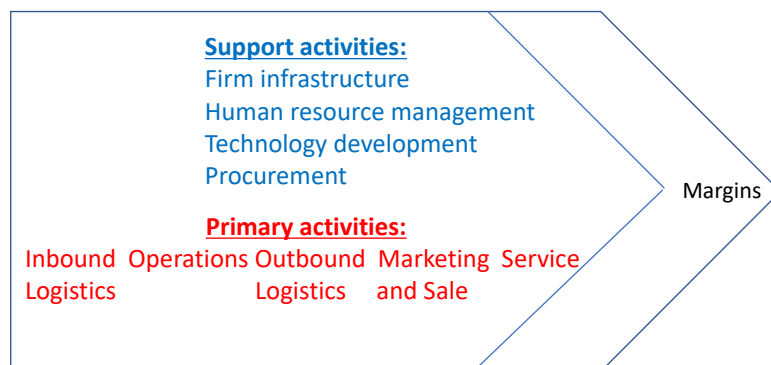 Support activities:
Firm infrastructure
Human resource management
Technology development
Procurement
Margins
Primary activities:
Inbound Operations Outbound Marketing Service
Logistics Logistics and Sale